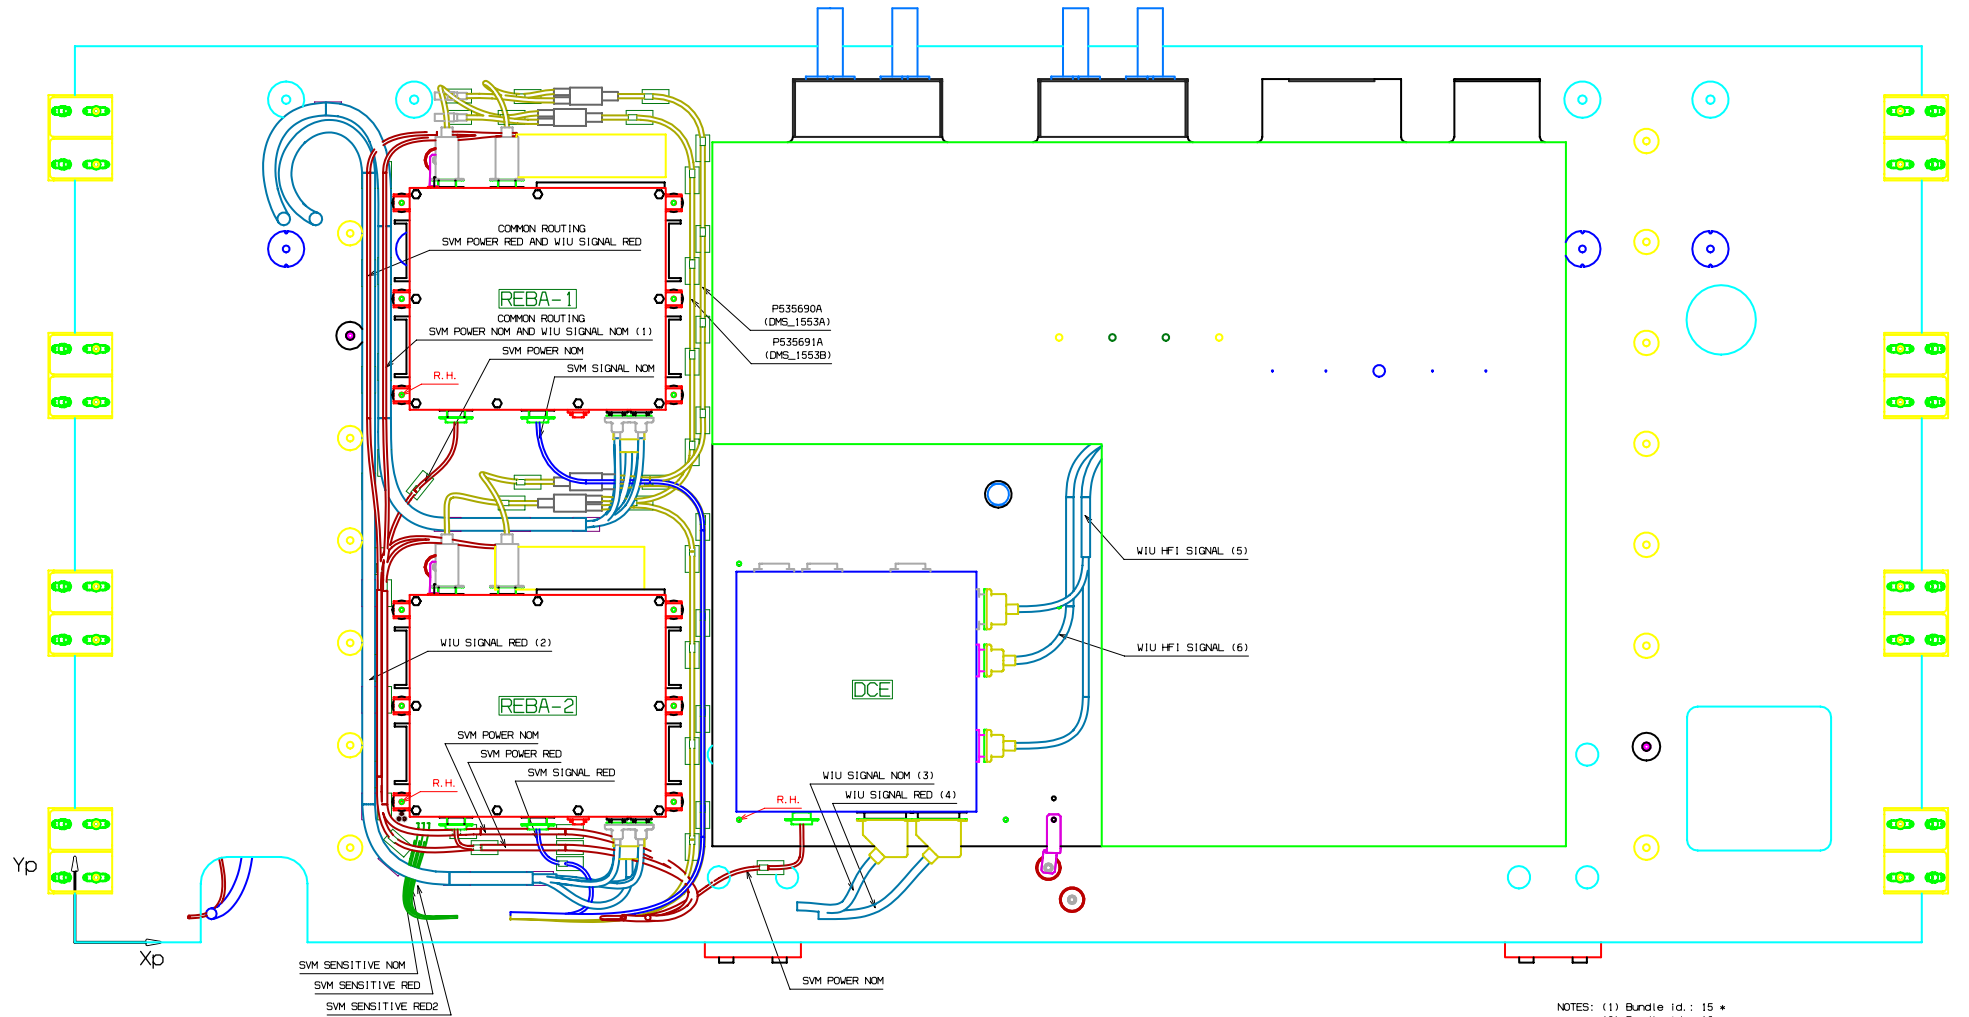 COMMON ROUTING
SVM POWER RED AND WIU SIGNAL RED
REBA-1
COMMON ROUTING
SVM POWER NOM AND WIU SIGNAL NOM (1)
SVM POWER NOM
SVM SIGNAL NOM
R.H.
P535690A
(DMS_1553A)
P535691A
(DMS_1553B)
WIU HFI SIGNAL (5)
WIU HFI SIGNAL (6)
WIU SIGNAL RED (2)
REBA-2
DCE
SVM POWER NOM
SVM POWER RED
SVM SIGNAL RED
R.H.
WIU SIGNAL NOM (3)
WIU SIGNAL RED (4)
R.H.
Yp
Xp
SVM SENSITIVE NOM
SVM SENSITIVE RED
SVM SENSITIVE RED2
SVM POWER NOM
NOTES: (1) Bundle id.: 15 *